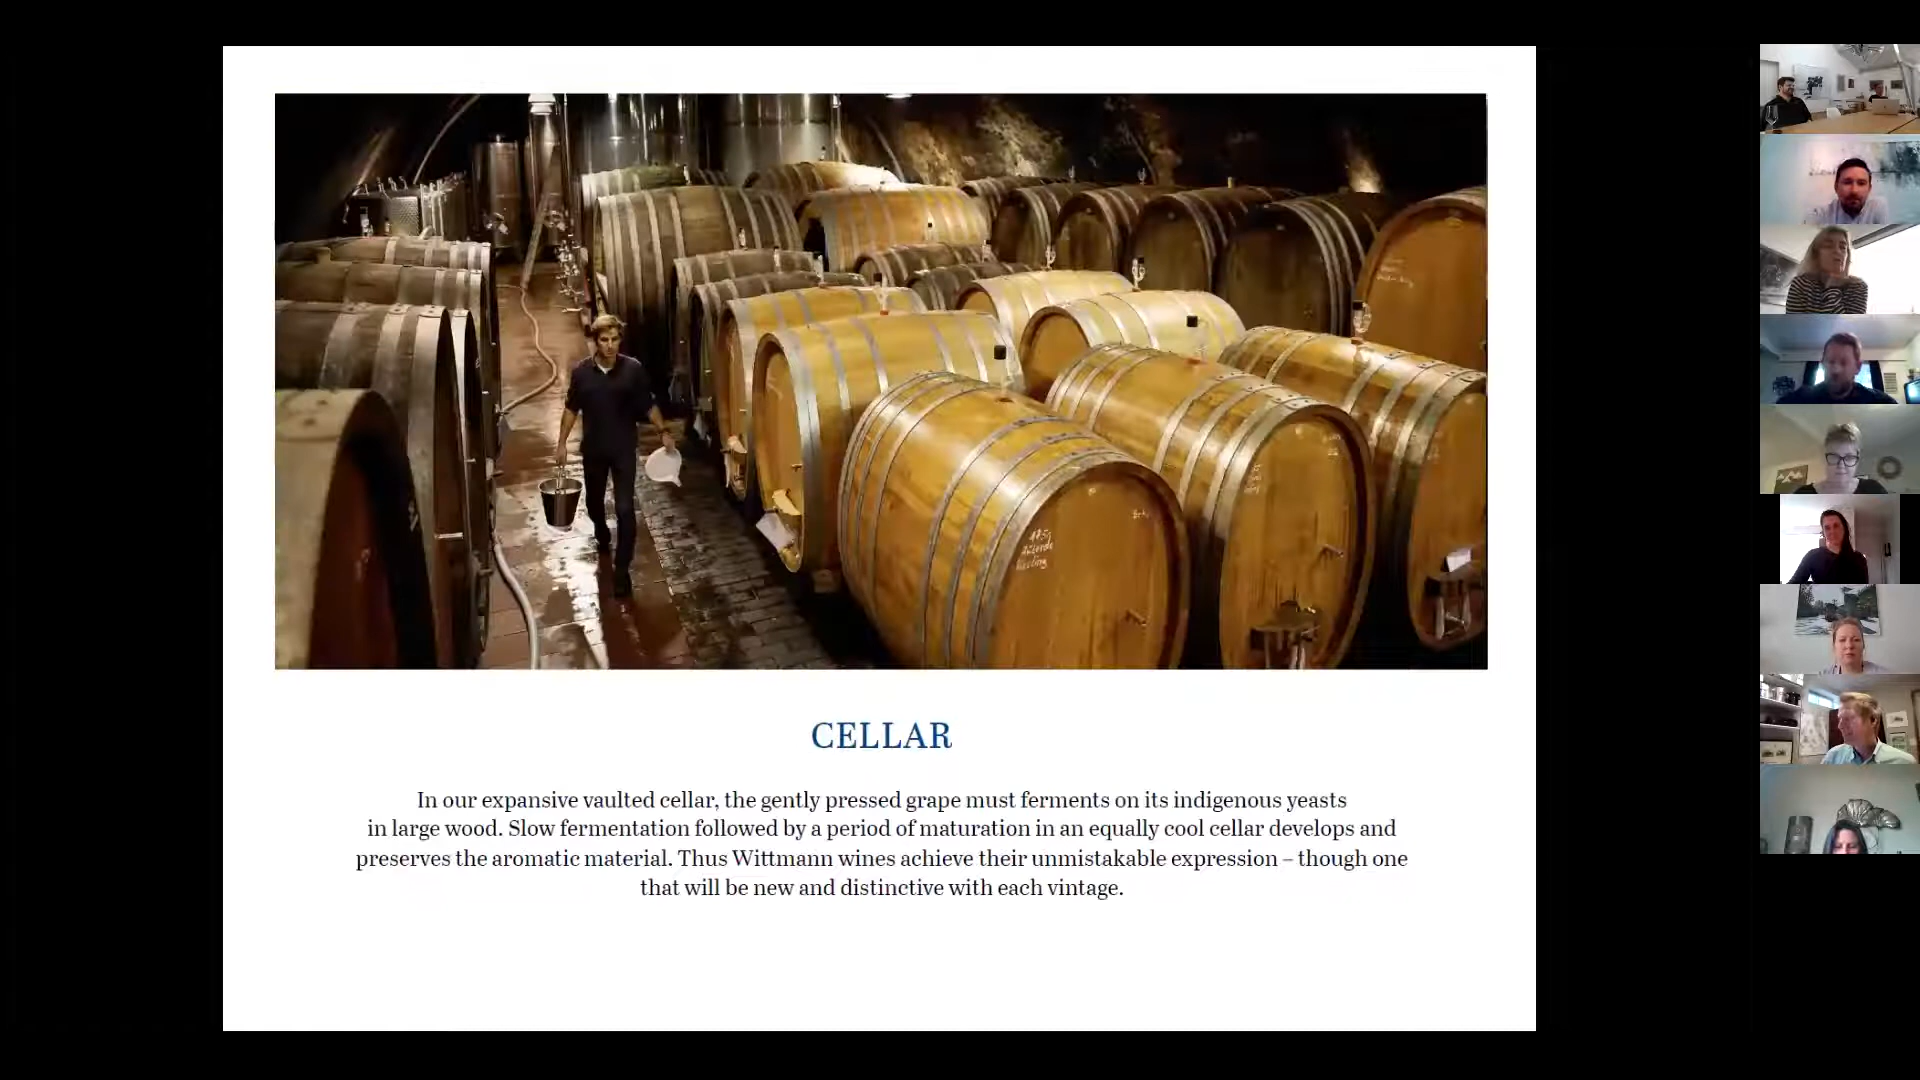 CELLAR
In our expansive vaulted cellar, the gently pressed grape must ferments on its indigenous yeasts
in large wood. Slow fermentation followed by a period of maturation in an equally cool cellar develops and
preserves the aromatic material. Thus Wittmann wines achieve their unmistakable expression – though one
that will be new and distinctive with each vintage.